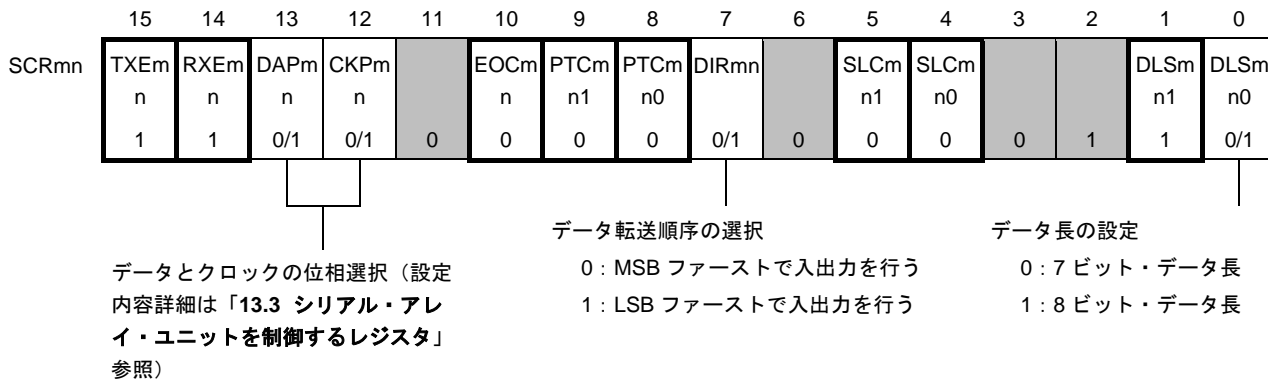 15 14 13 12 11 10 9 8 7 6 5 4 3 2 1 0
SCRmn TXEm RXEm DAPm CKPm EOCm PTCm PTCm DIRmn SLCm SLCm DLSm DLSm
n n n n n n1 n0 n1 n0 n1 n0
1 1 0/1 0/1 0 0 0 0 0/1 0 0 0 0 1 1 0/1
データとクロックの位相選択(設定
内容詳細は「13.3 シリアル・アレ
イ・ユニットを制御するレジスタ」
参照)
データ転送順序の選択
0:MSB ファーストで入出力を行う
1:LSB ファーストで入出力を行う
データ長の設定
0:7 ビット・データ長
1:8 ビット・データ長